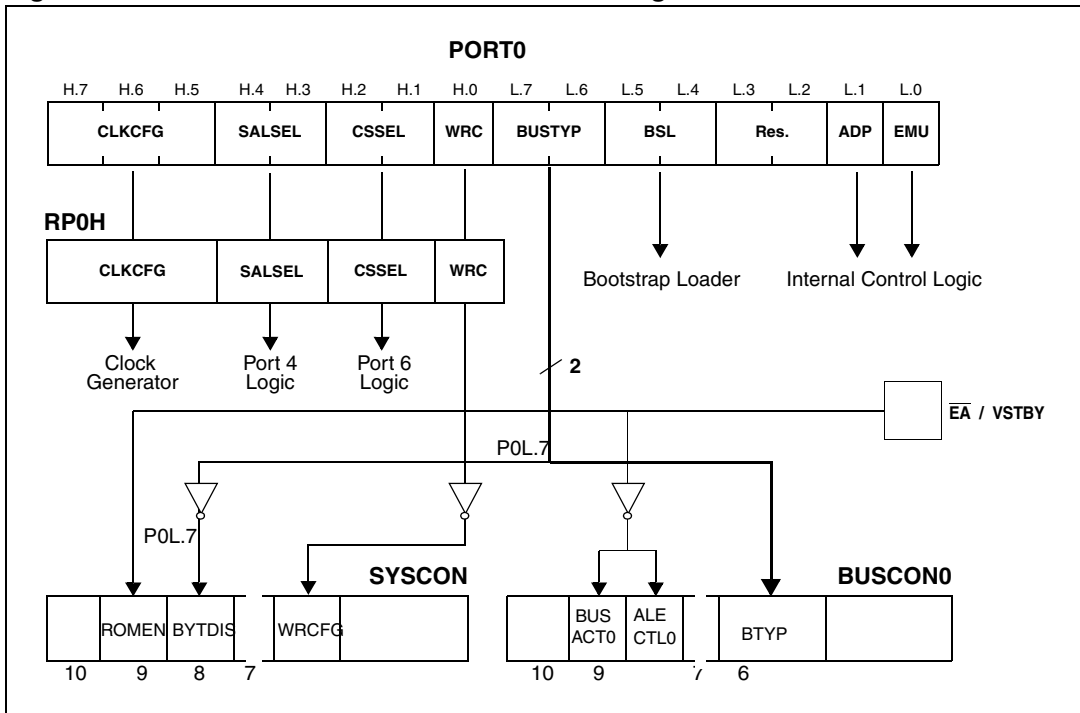 PORT0
H.7 H.6 H.5 H.4 H.3 H.2 H.1 H.0 L.7 L.6 L.5 L.4 L.3 L.2 L.1 L.0
CLKCFG SALSEL CSSEL WRC BUSTYP BSL Res. ADP EMU
RP0H
CLKCFG SALSEL CSSEL WRC
Bootstrap Loader Internal Control Logic
Clock Generator
Port 4 Logic
Port 6 Logic
2
EA / VSTBY
P0L.7
P0L.7
SYSCON BUSCON0
ROMEN BYTDIS WRCFG
BUS ACT0
ALE CTL0
BTYP
10 9 8 7 10 9 7 6